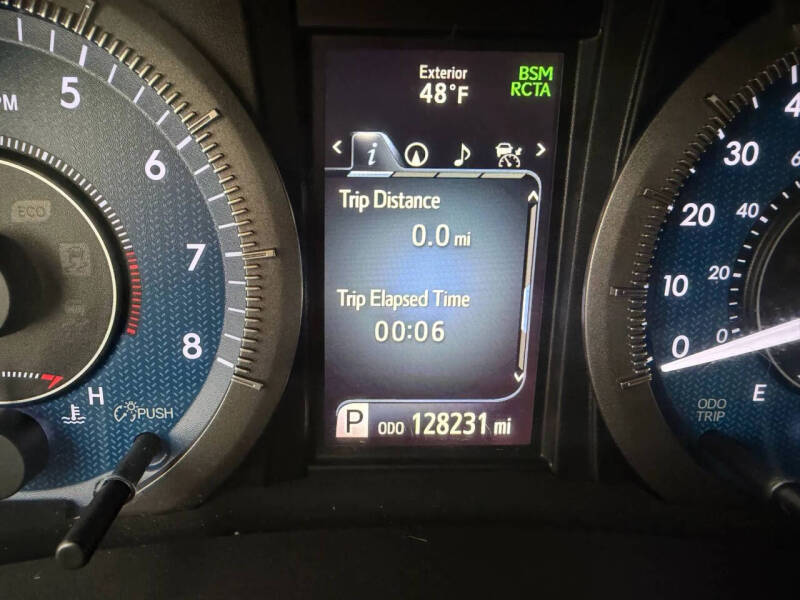 PM
5
6
7
8
ECO
H
PUSH
Exterior
48°F
BSM
RCTA
< i >
Trip Distance
0.0 mi
Trip Elapsed Time
00:06
P ODO 128231 mi
30
20
10
0
40
20
0
ODO
TRIP
E